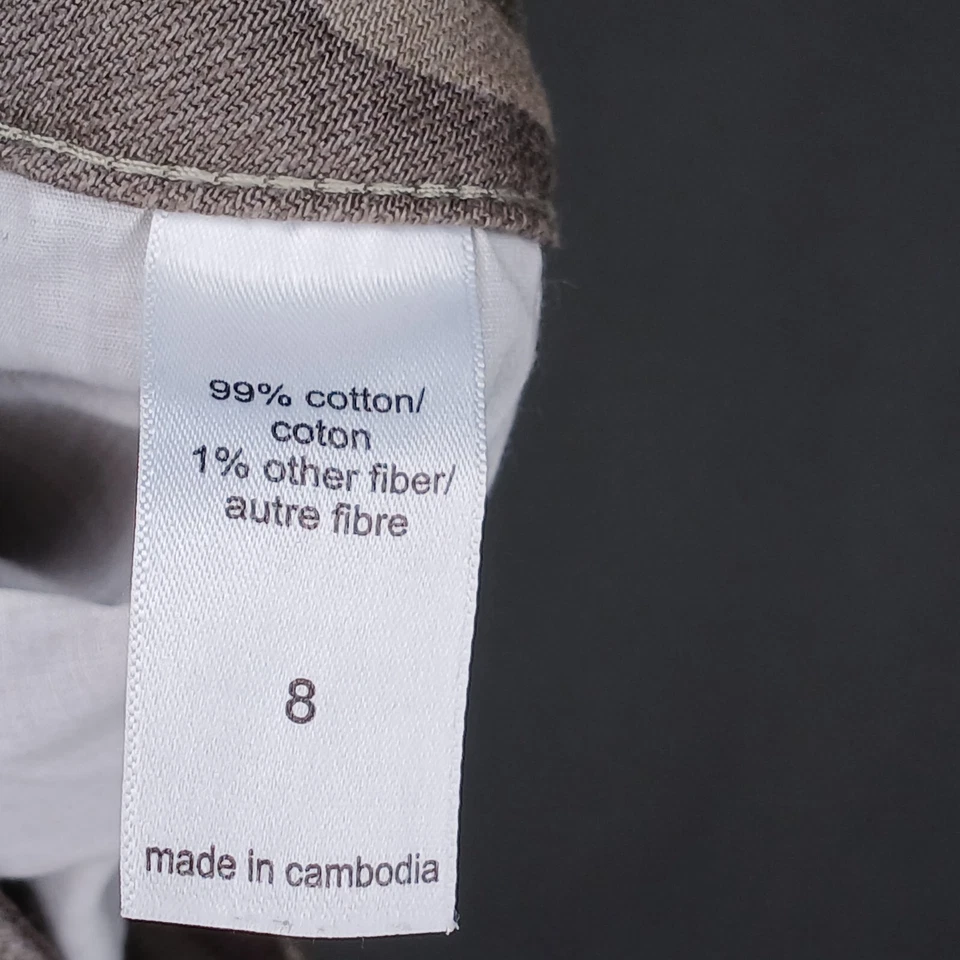 99% cotton/
coton
1% other fiber/
autre fibre
8
made in cambodia